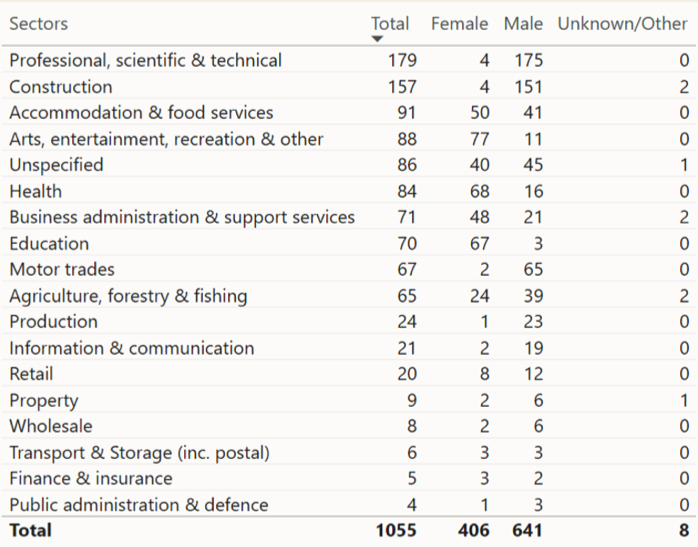 Sectors Total Female Male Unknown/Other
Professional, scientific & technical 179 4 175 0
Construction 157 4 151 2
Accommodation & food services 91 50 41 0
Arts, entertainment, recreation & other 88 77 11 0
Unspecified 86 40 45 1
Health 84 68 16 0
Business administration & support services 71 48 21 2
Education 70 67 3 0
Motor trades 67 2 65 0
Agriculture, forestry & fishing 65 24 39 2
Production 24 1 23 0
Information & communication 21 2 19 0
Retail 20 8 12 0
Property 9 2 6 1
Wholesale 8 2 6 0
Transport & Storage (inc. postal) 6 3 3 0
Finance & insurance 5 3 2 0
Public administration & defence 4 1 3 0
Total 1055 406 641 8